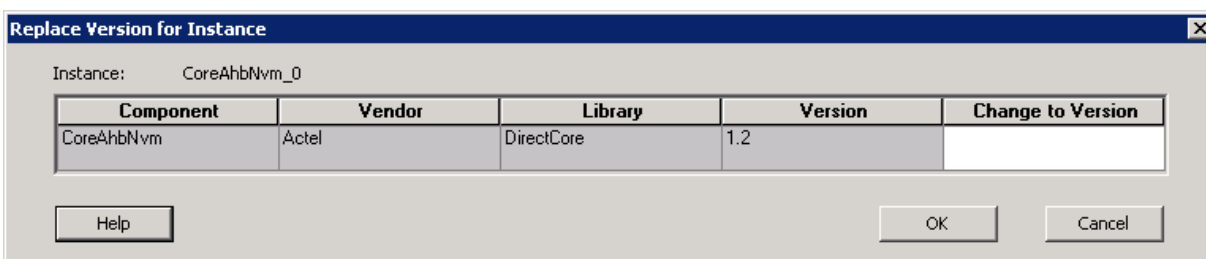 Replace Version for Instance
Instance: CoreAhbNvm_0
Component Vendor Library Version Change to Version
CoreAhbNvm Actel DirectCore 1.2
Help OK Cancel